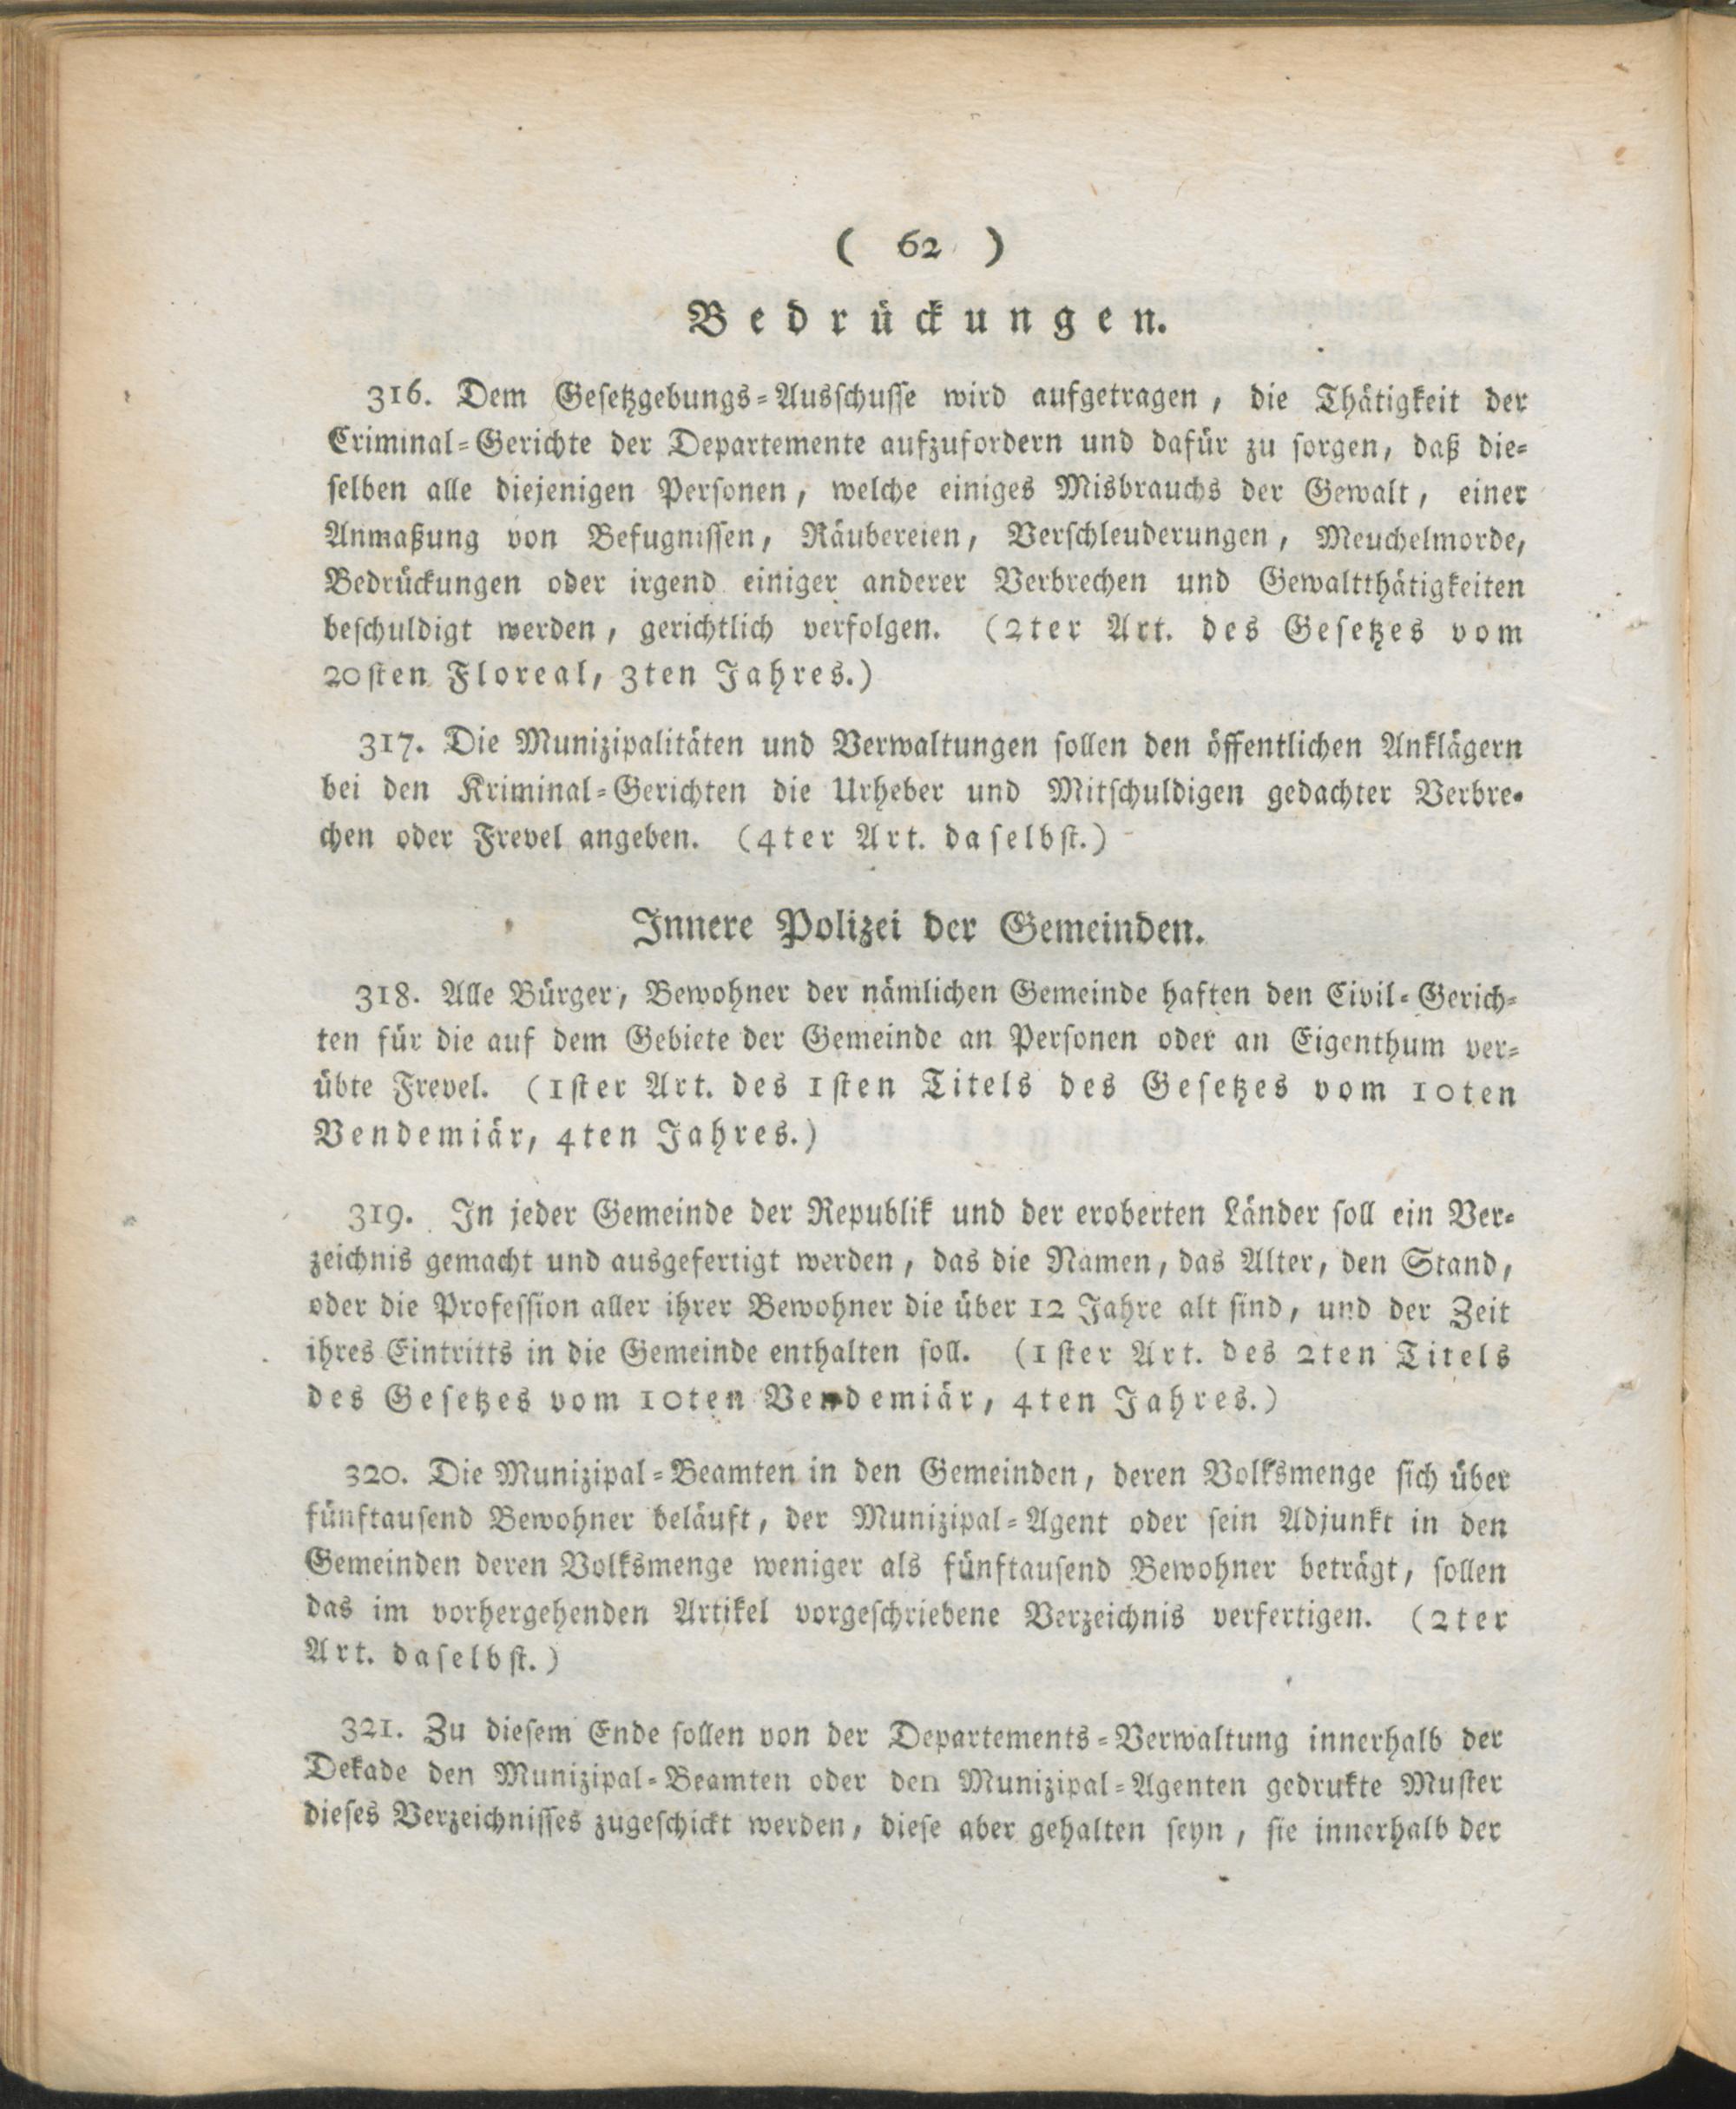 ( 62 )
Bedrückungen.
316. Dem Gesetzgebungs-Ausschusse wird aufgetragen, die Thätigkeit der
Criminal-Gerichte der Departemente aufzufordern und dafür zu sorgen, daß die-
selben alle diejenigen Personen, welche einiges Misbrauchs der Gewalt, einer
Anmaßung von Befugnissen, Räubereien, Verschleuderungen, Meuchelmorde,
Bedrückungen oder irgend einiger anderer Verbrechen und Gewaltthätigkeiten
beschuldigt werden, gerichtlich verfolgen. (2ter Art. des Gesetzes vom
20sten Floreal, 3ten Jahres.)
317. Die Munizipalitäten und Verwaltungen sollen den öffentlichen Anklägern
bei den Kriminal-Gerichten die Urheber und Mitschuldigen gedachter Verbre-
chen oder Frevel angeben. (4ter Art. daselbst.)
Innere Polizei der Gemeinden.
318. Alle Bürger, Bewohner der nämlichen Gemeinde haften den Civil-Gerich-
ten für die auf dem Gebiete der Gemeinde an Personen oder an Eigenthum ver-
übte Frevel. (1ster Art. des 1sten Titels des Gesetzes vom 10ten
Vendemiär, 4ten Jahres.)
319. In jeder Gemeinde der Republik und der eroberten Länder soll ein Ver-
zeichnis gemacht und ausgefertigt werden, das die Namen, das Alter, den Stand,
oder die Profession aller ihrer Bewohner die über 12 Jahre alt sind, und der Zeit
ihres Eintritts in die Gemeinde enthalten soll. (1ster Art. des 2ten Titels
des Gesetzes vom 10ten Vendemiär, 4ten Jahres.)
320. Die Munizipal-Beamten in den Gemeinden, deren Volksmenge sich über
fünftausend Bewohner beläuft, der Munizipal-Agent oder sein Adjunkt in den
Gemeinden deren Volksmenge weniger als fünftausend Bewohner beträgt, sollen
das im vorhergehenden Artikel vorgeschriebene Verzeichnis verfertigen. (2ter
Art. daselbst.)
321. Zu diesem Ende sollen von der Departements-Verwaltung innerhalb der
Dekade den Munizipal-Beamten oder den Munizipal-Agenten gedrukte Muster
dieses Verzeichnisses zugeschickt werden, diese aber gehalten seyn, sie innerhalb der